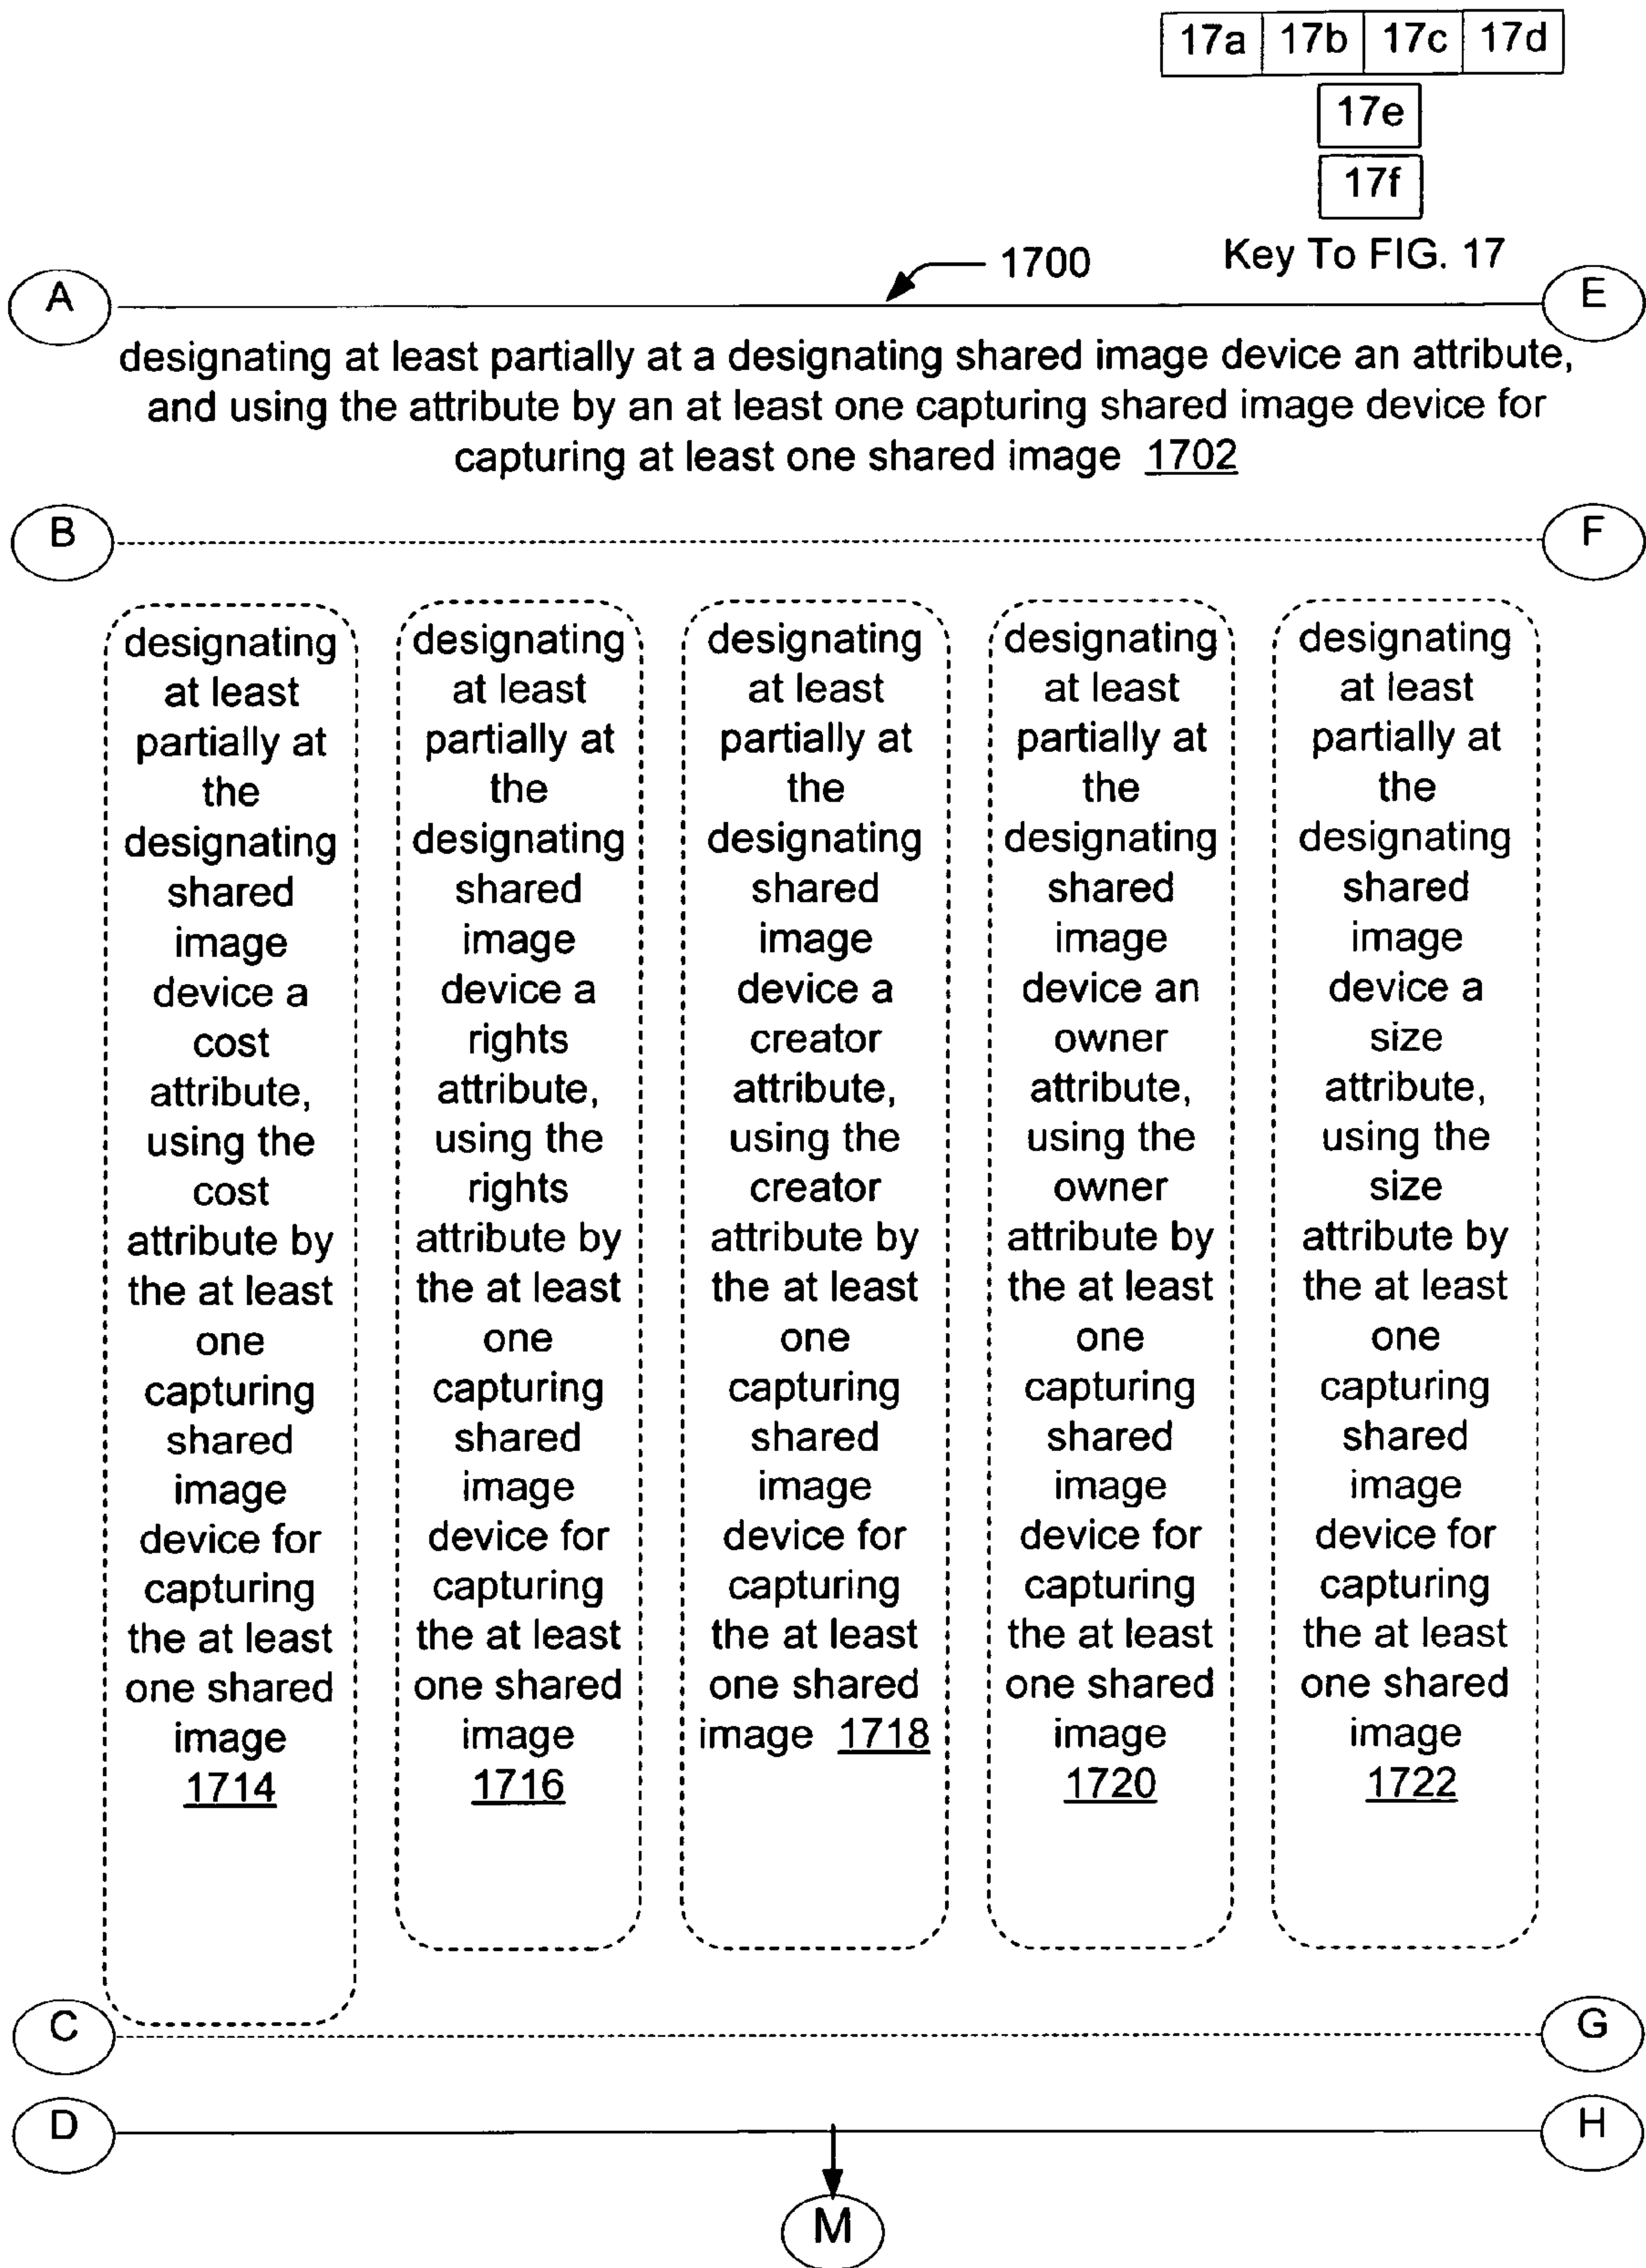 17a 17b 17c 17d
17e
17f
Key To FIG. 17
1700
A
E
designating at least partially at a designating shared image device an attribute,
and using the attribute by an at least one capturing shared image device for
capturing at least one shared image 1702
B
F
designating
at least
partially at
the
designating
shared
image
device a
cost
attribute,
using the
cost
attribute by
the at least
one
capturing
shared
image
device for
capturing
the at least
one shared
image
1714
designating
at least
partially at
the
designating
shared
image
device a
rights
attribute,
using the
rights
attribute by
the at least
one
capturing
shared
image
device for
capturing
the at least
one shared
image
1716
designating
at least
partially at
the
designating
shared
image
device a
creator
attribute,
using the
creator
attribute by
the at least
one
capturing
shared
image
device for
capturing
the at least
one shared
image 1718
designating
at least
partially at
the
designating
shared
image
device an
owner
attribute,
using the
owner
attribute by
the at least
one
capturing
shared
image
device for
capturing
the at least
one shared
image
1720
designating
at least
partially at
the
designating
shared
image
device a
size
attribute,
using the
size
attribute by
the at least
one
capturing
shared
image
device for
capturing
the at least
one shared
image
1722
C
G
D
H
M